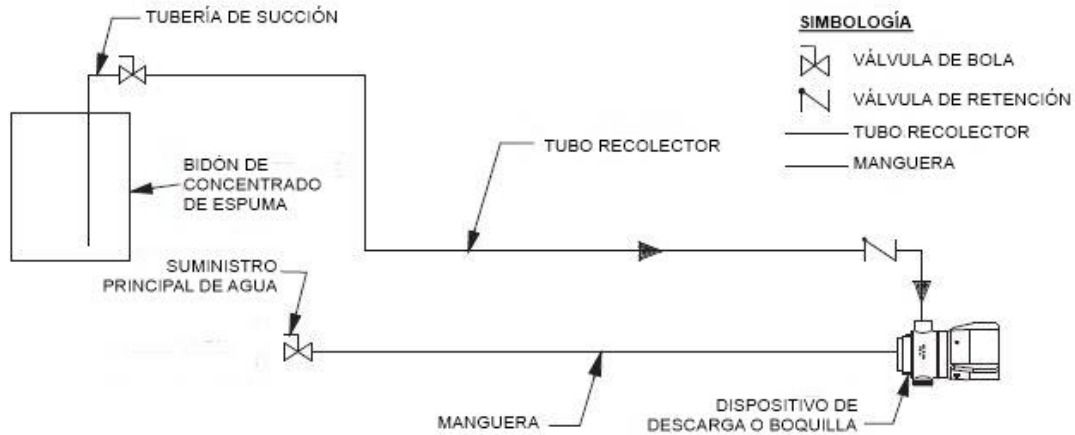 TUBERÍA DE SUCCIÓN
SIMBOLOGÍA
VÁLVULA DE BOLA
VÁLVULA DE RETENCIÓN
TUBO RECOLECTOR
MANGUERA
TUBO RECOLECTOR
BIDÓN DE
CONCENTRADO
DE ESPUMA
SUMINISTRO
PRINCIPAL DE AGUA
MANGUERA
DISPOSITIVO DE
DESCARGA O BOQUILLA